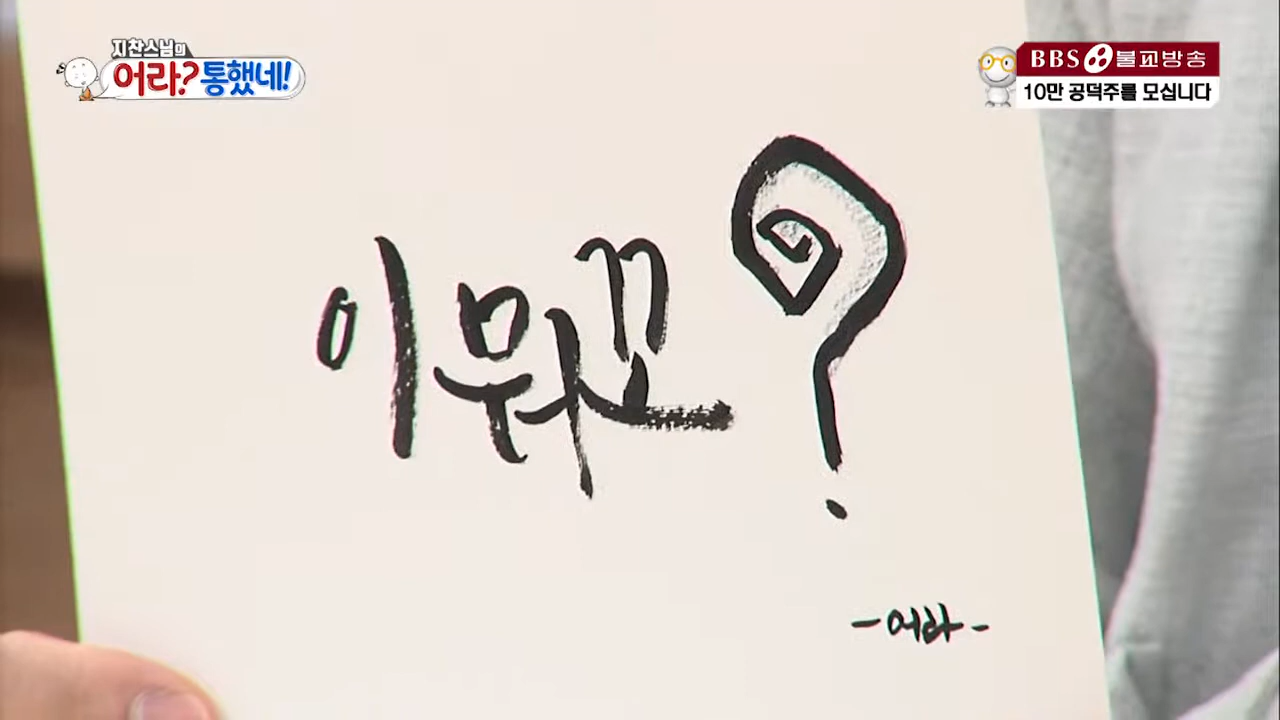 지찬스님의
어라? 통했네!
BBS 불교방송
10만 공덕주를 모십니다
이뭐꼬?
-어라-